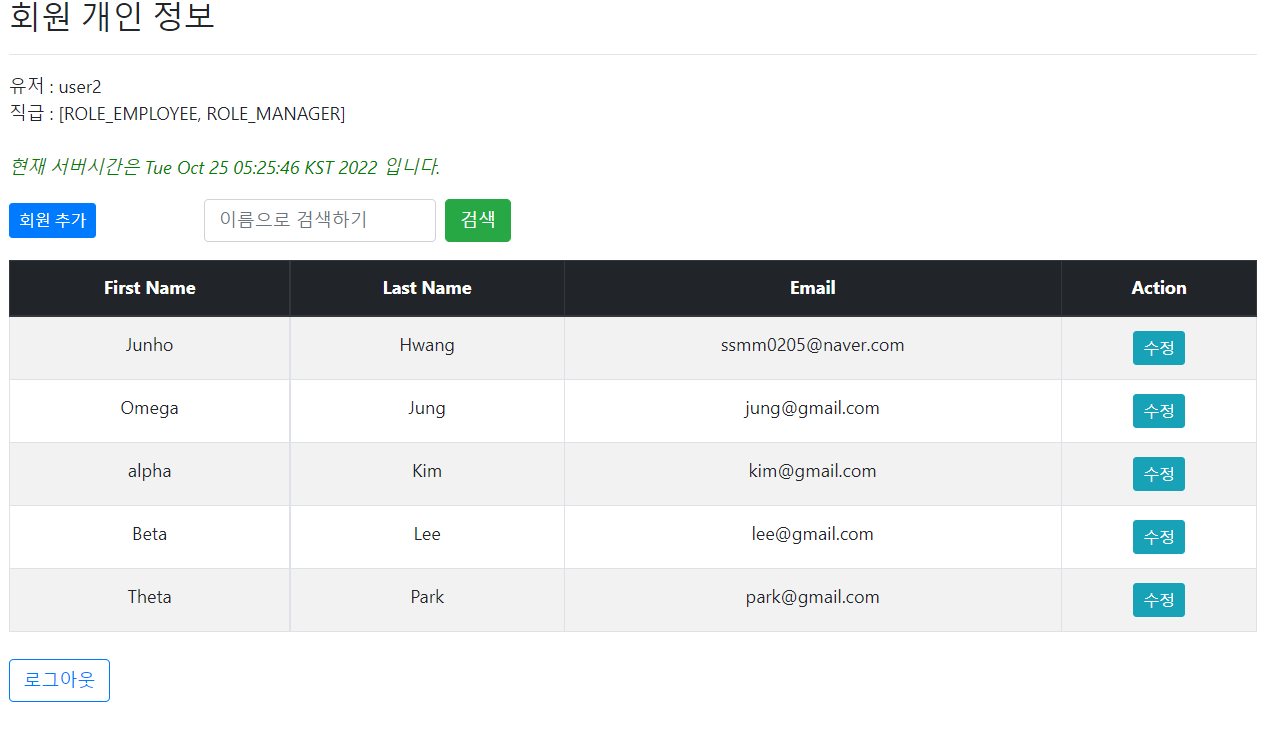 회원 개인 정보
유저 : user2
직급 : [ROLE_EMPLOYEE, ROLE_MANAGER]
현재 서버시간은 Tue Oct 25 05:25:46 KST 2022 입니다.
회원 추가 이름으로 검색하기 검색
First Name Last Name Email Action
Junho Hwang ssmm0205@naver.com 수정
Omega Jung jung@gmail.com 수정
alpha Kim kim@gmail.com 수정
Beta Lee lee@gmail.com 수정
Theta Park park@gmail.com 수정
로그아웃